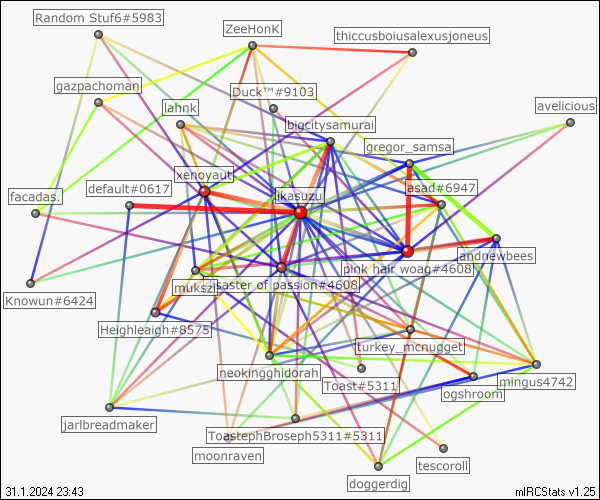 Random Stuf6#5983
ZeeHonK
thiccusboiusalexusjoneus
gazpachoman
Duck™#9103
lahnk
avelicious
bigcitysamurai
gregor_samsa
xenoyaut
default#0617
ikasuzu
asad#6947
facadas.
andnewbees
pink hair woag#4608
mukszi
saster of passion#4608
Knowun#6424
Heighleagh#8575
turkey_mcnugget
neokingghidorah
Toast#5311
mingus4742
ogshroom
jarlbreadmaker
ToastephBroseph5311#5311
moonraven
tescoroll
doggerdig
31.1.2024 23:43
mIRCStats v1.25